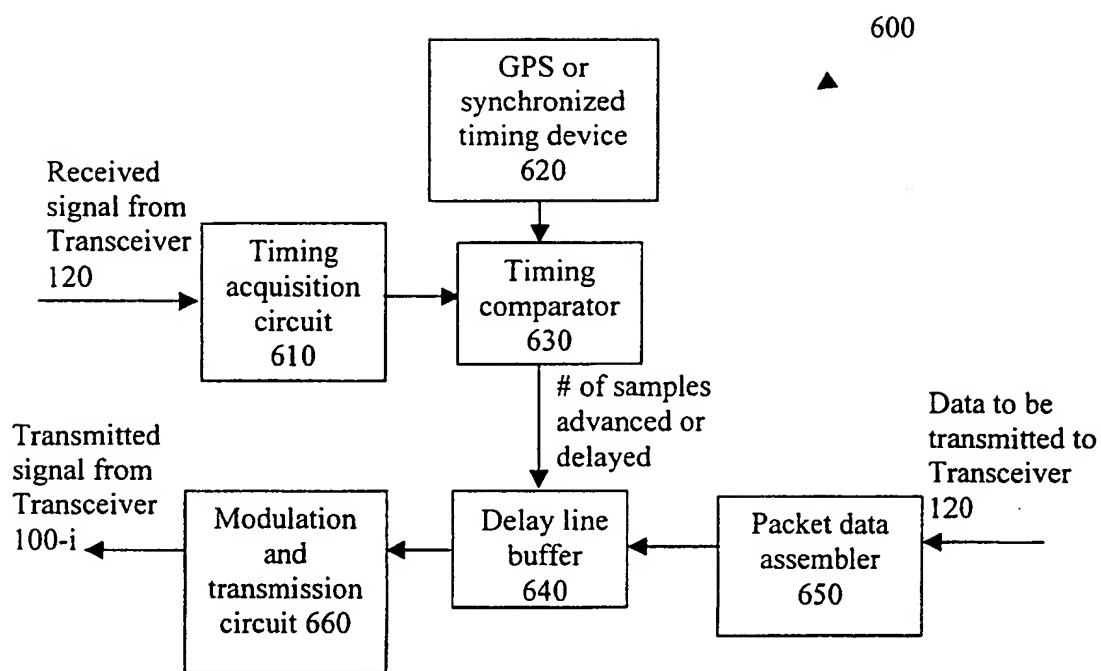 600
GPS or
synchronized
timing device
620
Received
signal from
Transceiver
120
Timing
acquisition
circuit
610
Timing
comparator
630
# of samples
advanced or
delayed
Data to be
transmitted to
Transceiver
120
Transmitted
signal from
Transceiver
100-i
Modulation
and
transmission
circuit 660
Delay line
buffer
640
Packet data
assembler
650